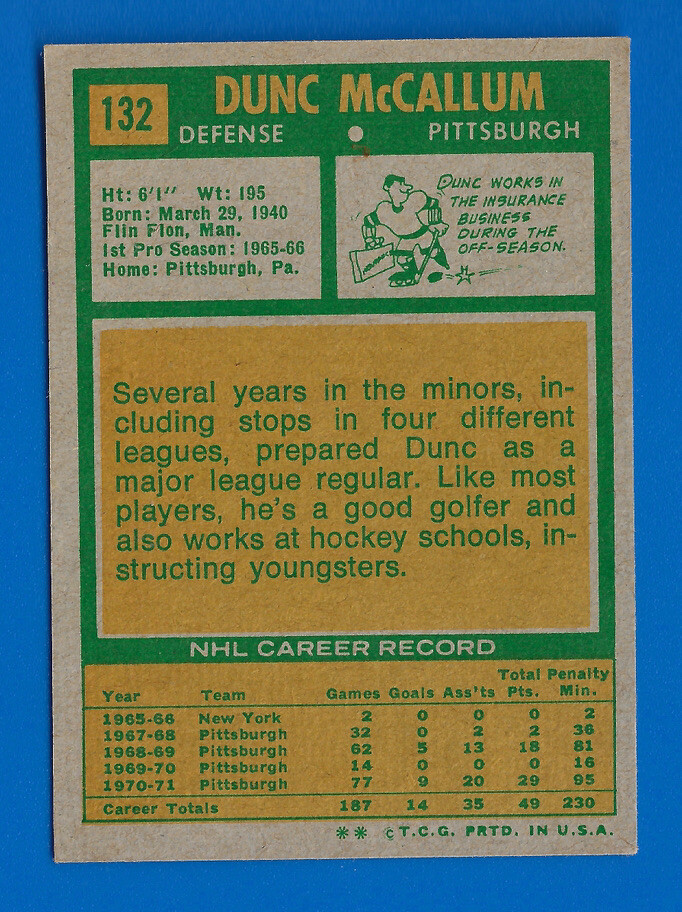 132
DUNC McCALLUM
DEFENSE
PITTSBURGH
Ht: 6'1" Wt: 195
Born: March 29, 1940
Flin Flon, Man.
1st Pro Season: 1965-66
Home: Pittsburgh, Pa.
DUNC WORKS IN
THE INSURANCE
BUSINESS
DURING THE
OFF-SEASON.
Several years in the minors, in-
cluding stops in four different
leagues, prepared Dunc as a
major league regular. Like most
players, he's a good golfer and
also works at hockey schools, in-
structing youngsters.
NHL CAREER RECORD
Total Penalty
Year Team Games Goals Ass'ts Pts. Min.
1965-66 New York 2 0 0 0 2
1967-68 Pittsburgh 32 0 2 2 36
1968-69 Pittsburgh 62 5 13 18 81
1969-70 Pittsburgh 14 0 0 0 16
1970-71 Pittsburgh 77 9 20 29 95
Career Totals 187 14 35 49 230
** ©T.C.G. PRTD. IN U.S.A.